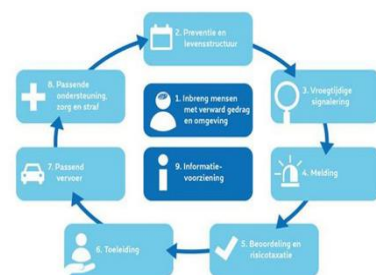 2. Preventie en
levensstructuur
8. Passende
ondersteuning,
zorg en straf
1. Inbreng mensen
met verward gedrag
en omgeving
3. Vroegtijdige
signalering
7. Passend
vervoer
9. Informatie-
voorziening
4. Melding
6. Toeleiding
5. Beoordeling en
risicotaxatie